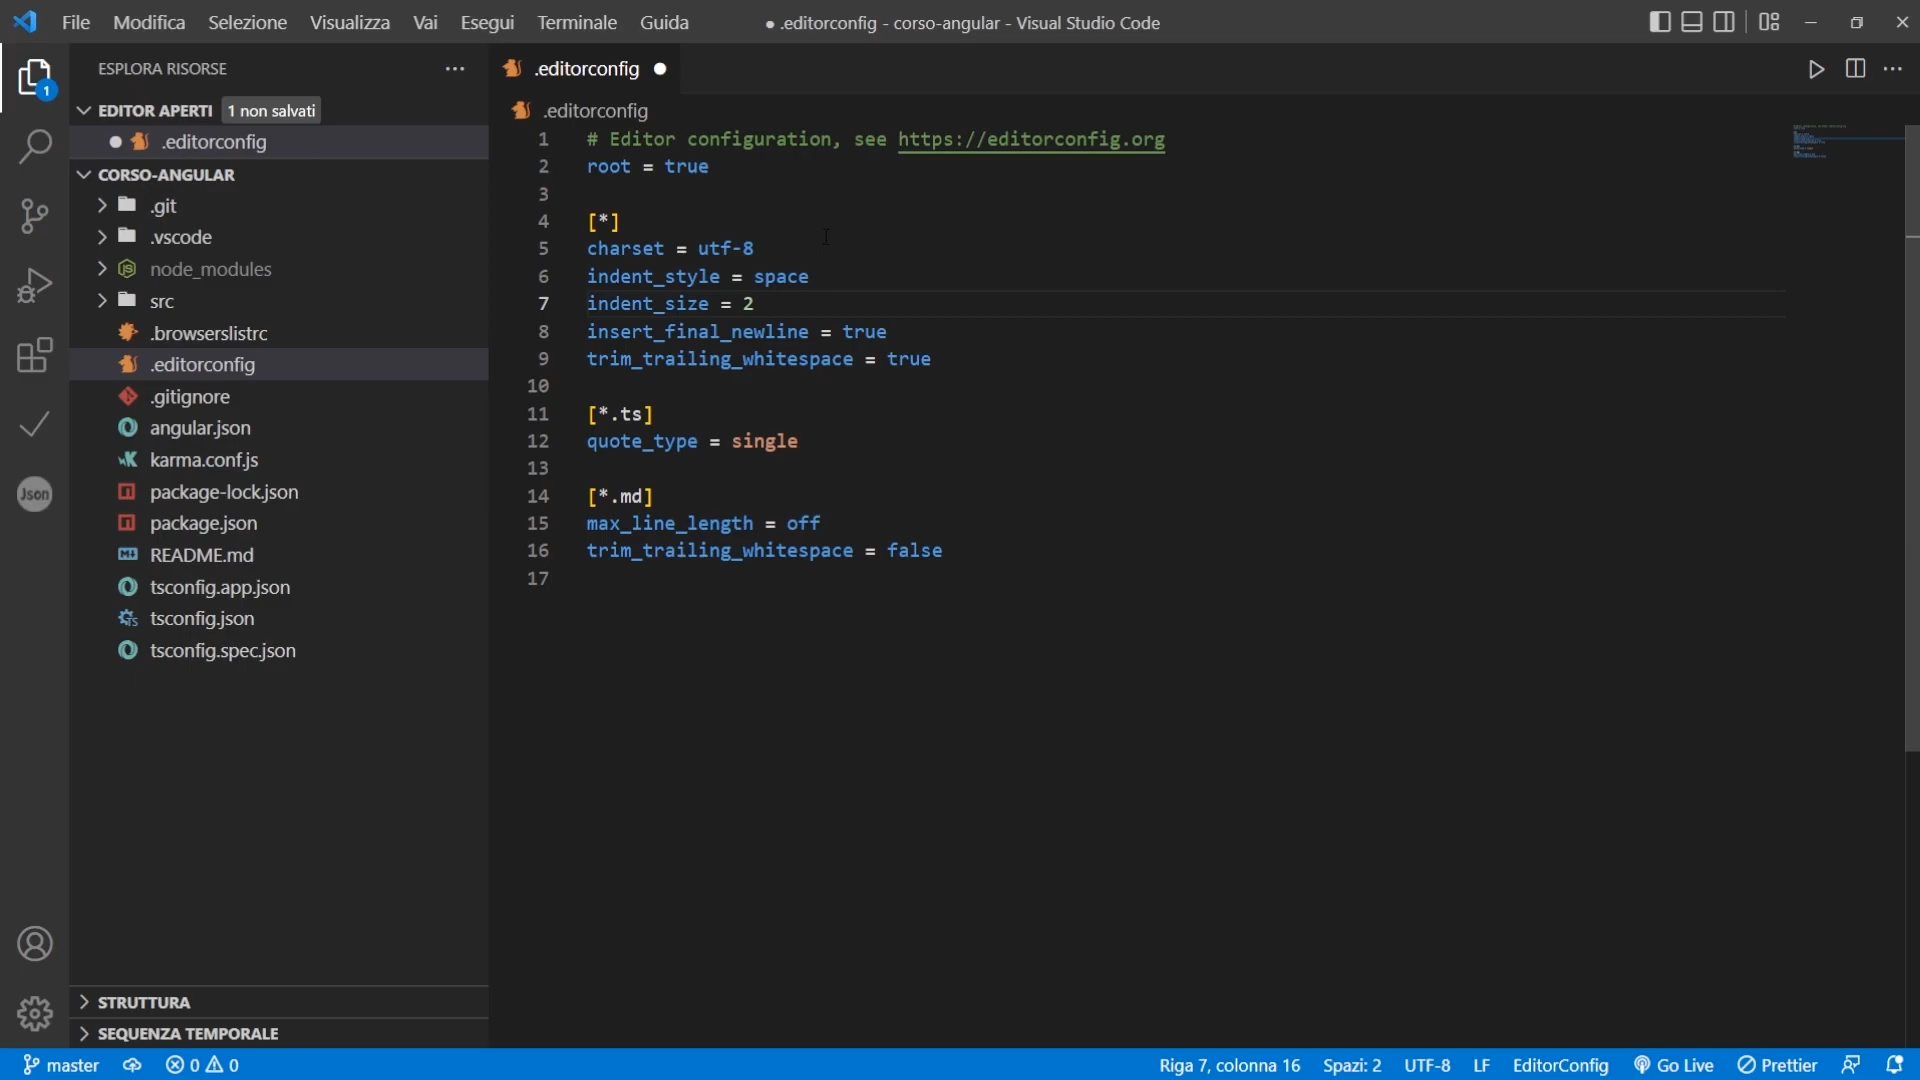 File Modifica Selezione Visualizza Vai Esegui Terminale Guida ● .editorconfig - corso-angular - Visual Studio Code
ESPLORA RISORSE ···
1
EDITOR APERTI 1 non salvati
● .editorconfig
CORSO-ANGULAR
.git
.vscode
node_modules
src
.browserslistrc
.editorconfig
.gitignore
angular.json
karma.conf.js
package-lock.json
package.json
README.md
tsconfig.app.json
tsconfig.json
tsconfig.spec.json
Json
STRUTTURA
SEQUENZA TEMPORALE
.editorconfig ●
.editorconfig
1 # Editor configuration, see https://editorconfig.org
2 root = true
3
4 [*]
5 charset = utf-8
6 indent_style = space
7 indent_size = 2
8 insert_final_newline = true
9 trim_trailing_whitespace = true
10
11 [*.ts]
12 quote_type = single
13
14 [*.md]
15 max_line_length = off
16 trim_trailing_whitespace = false
17
master 0 0 Riga 7, colonna 16 Spazi: 2 UTF-8 LF EditorConfig Go Live Prettier